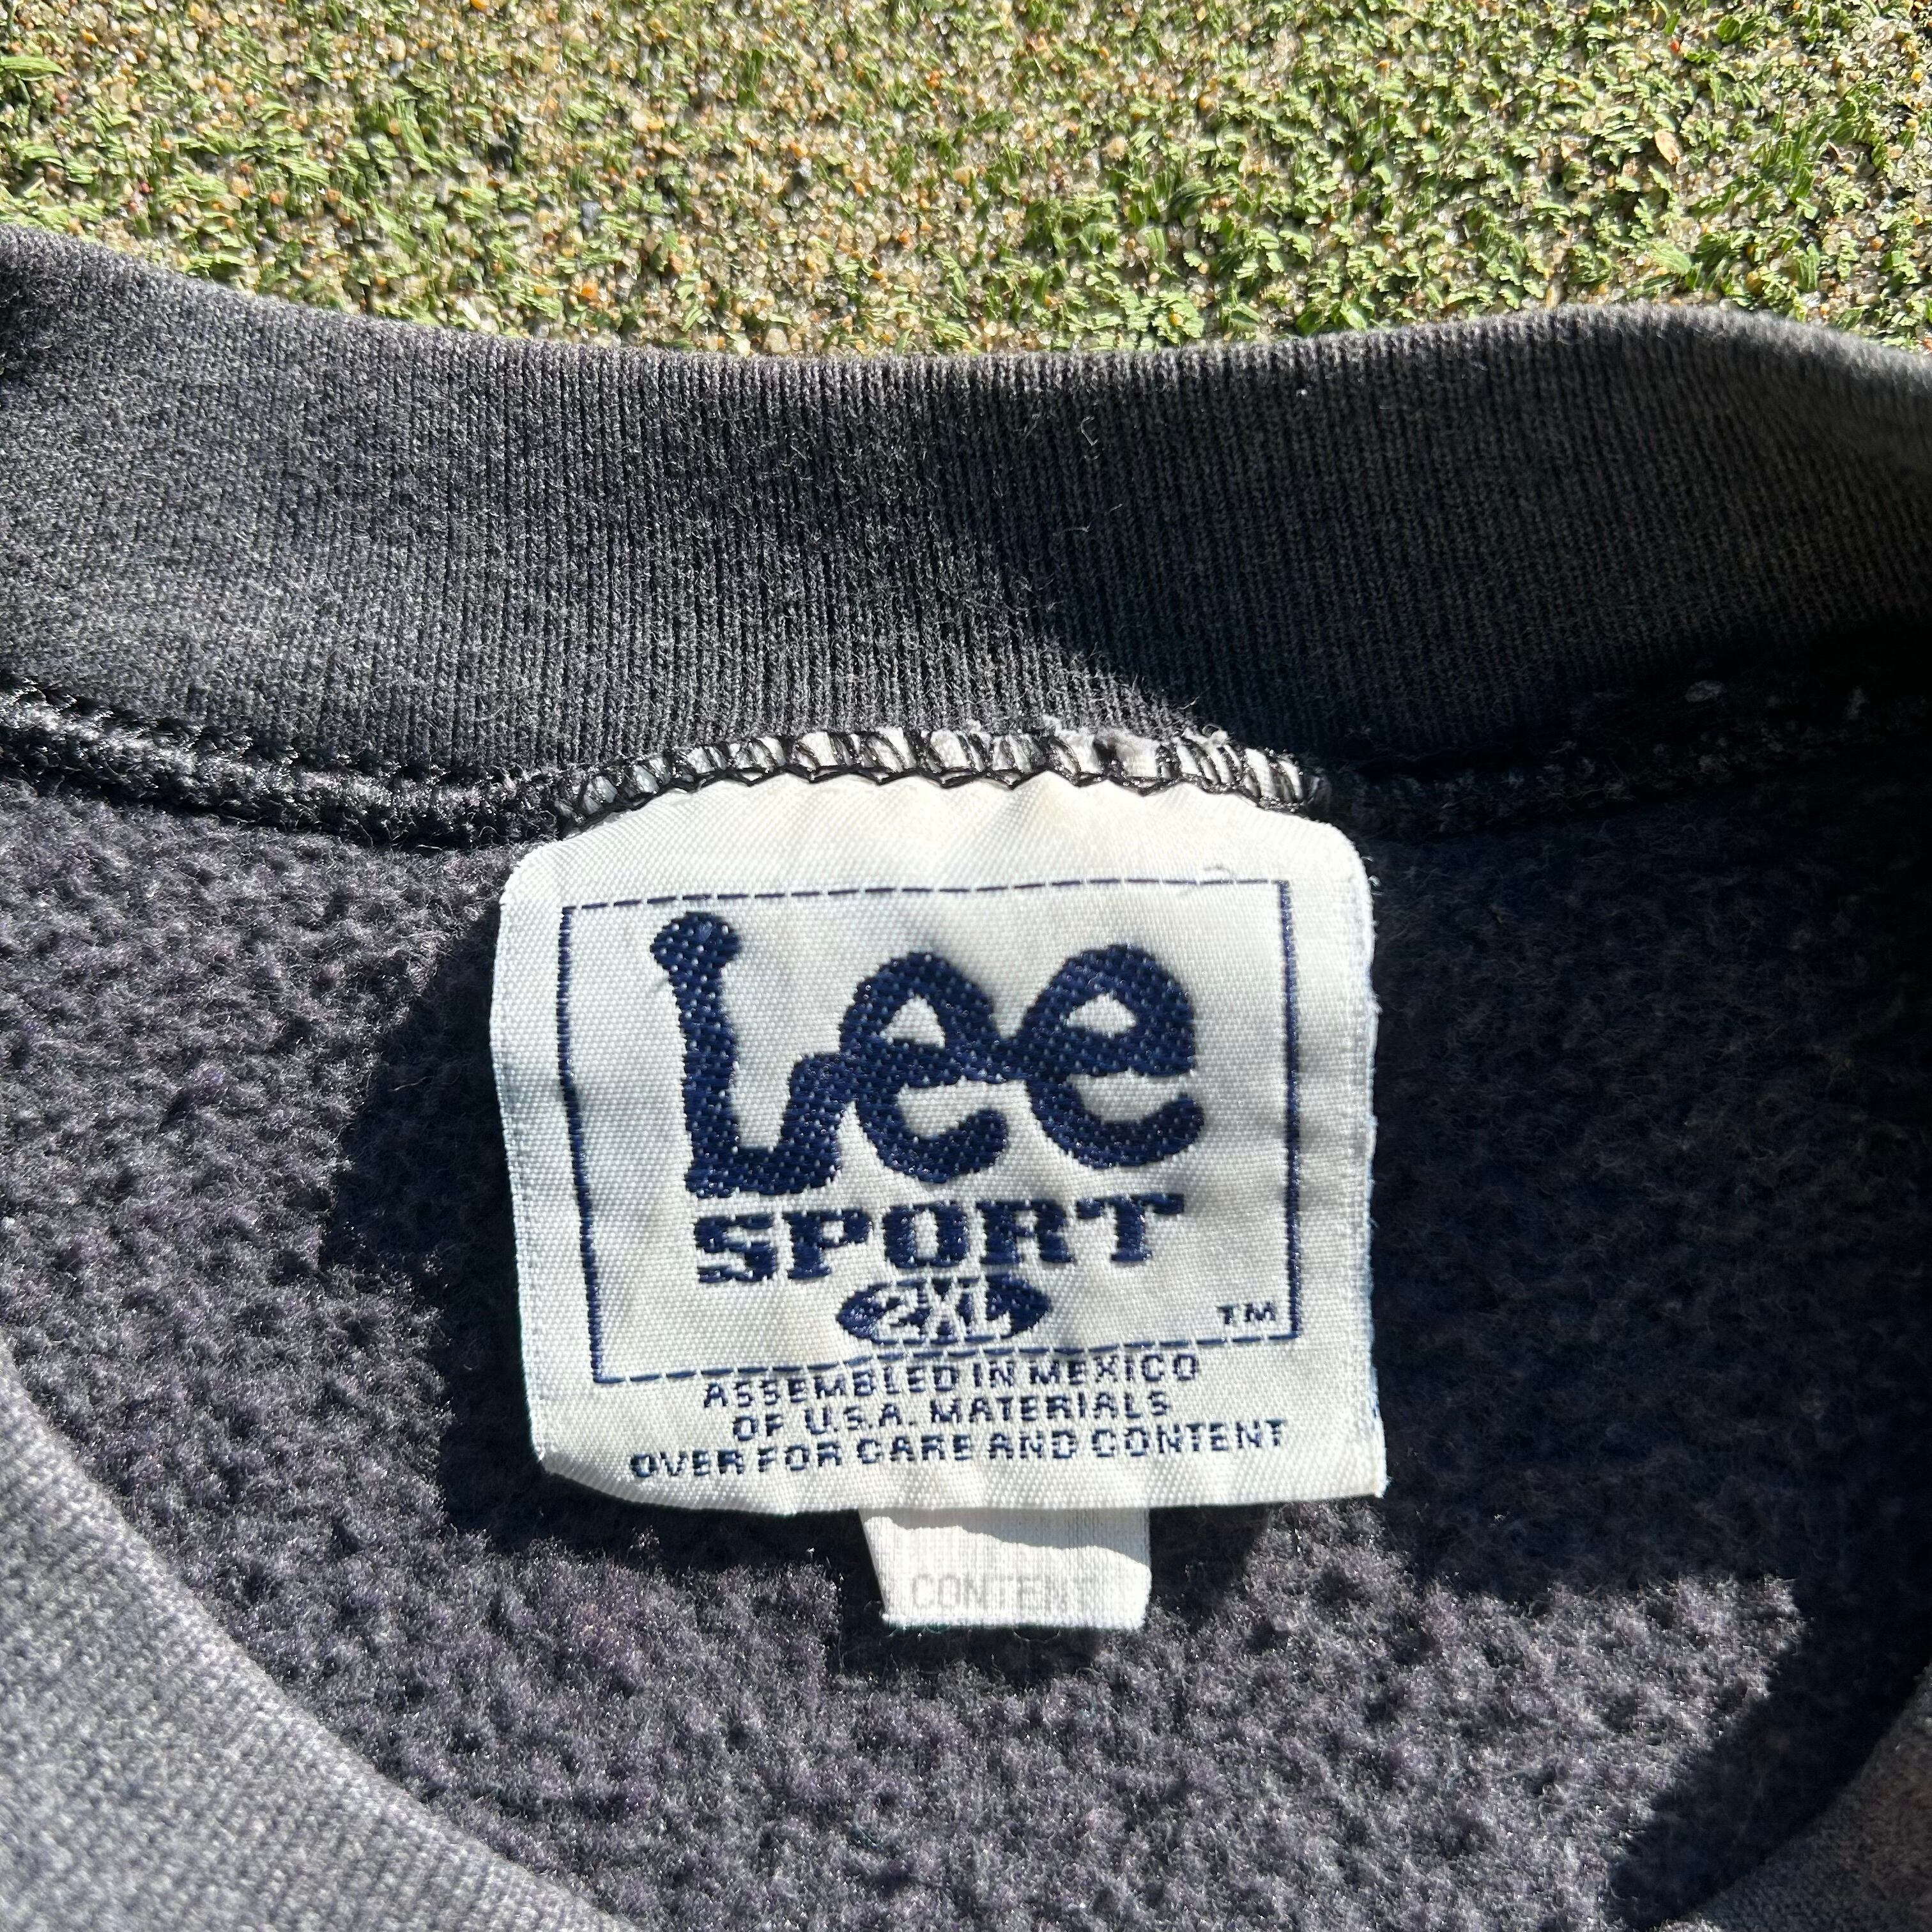 Lee
SPORT
2XL
TM
ASSEMBLED IN MEXICO
OF U.S.A. MATERIALS
OVER FOR CARE AND CONTENT
CONTENT